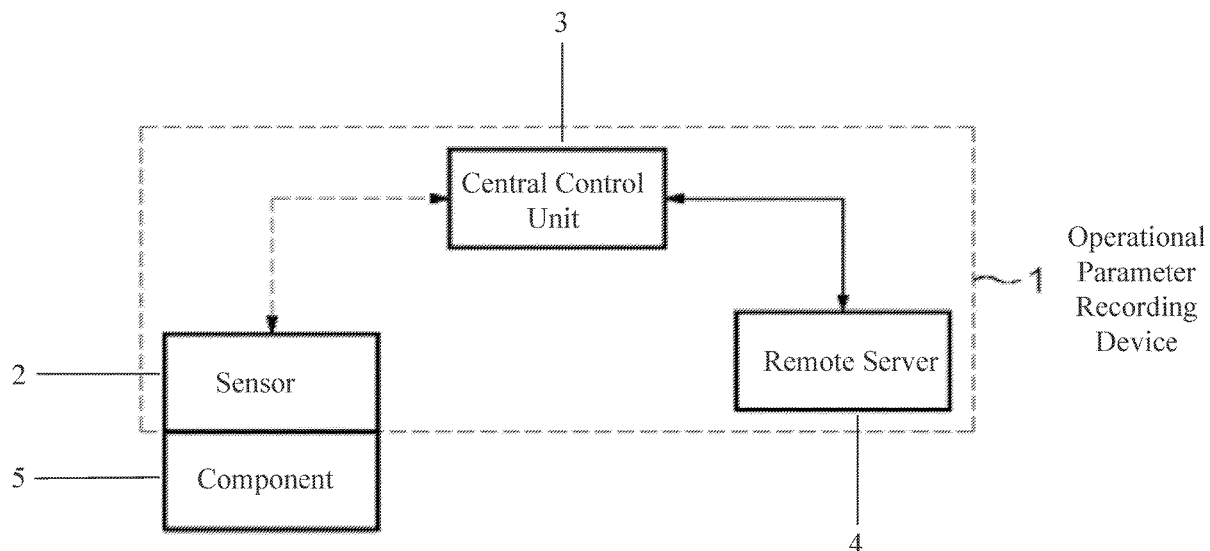 3
Central Control
Unit
1
Operational
Parameter
Recording
Device
2
Sensor
Remote Server
5
Component
4